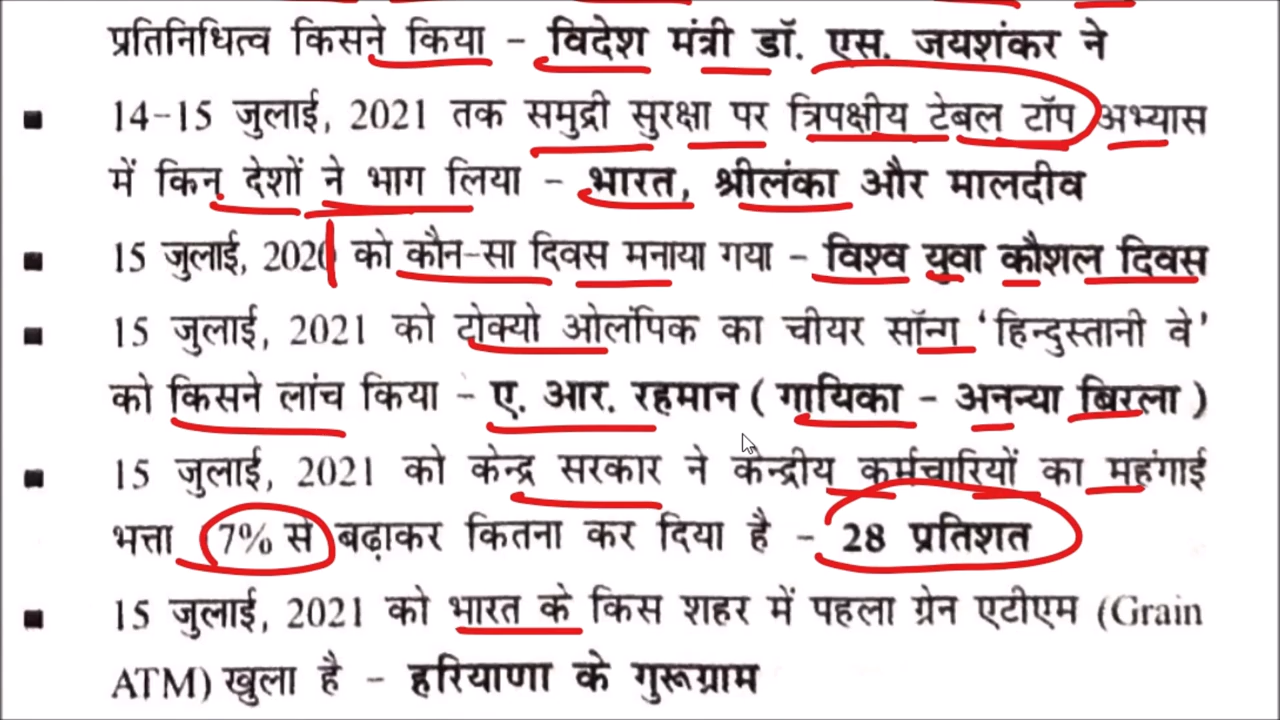 प्रतिनिधित्व किसने किया - विदेश मंत्री डॉ. एस. जयशंकर ने
■ 14-15 जुलाई, 2021 तक समुद्री सुरक्षा पर त्रिपक्षीय टेबल टॉप अभ्यास
में किन देशों ने भाग लिया - भारत, श्रीलंका और मालदीव
■ 15 जुलाई, 2020 को कौन-सा दिवस मनाया गया - विश्व युवा कौशल दिवस
■ 15 जुलाई, 2021 को टोक्यो ओलंपिक का चीयर सॉन्ग 'हिन्दुस्तानी वे'
को किसने लांच किया - ए. आर. रहमान ( गायिका - अनन्या बिरला )
■ 15 जुलाई, 2021 को केन्द्र सरकार ने केन्द्रीय कर्मचारियों का महंगाई
भत्ता 7% से बढ़ाकर कितना कर दिया है - 28 प्रतिशत
■ 15 जुलाई, 2021 को भारत के किस शहर में पहला ग्रेन एटीएम (Grain
ATM) खुला है - हरियाणा के गुरूग्राम